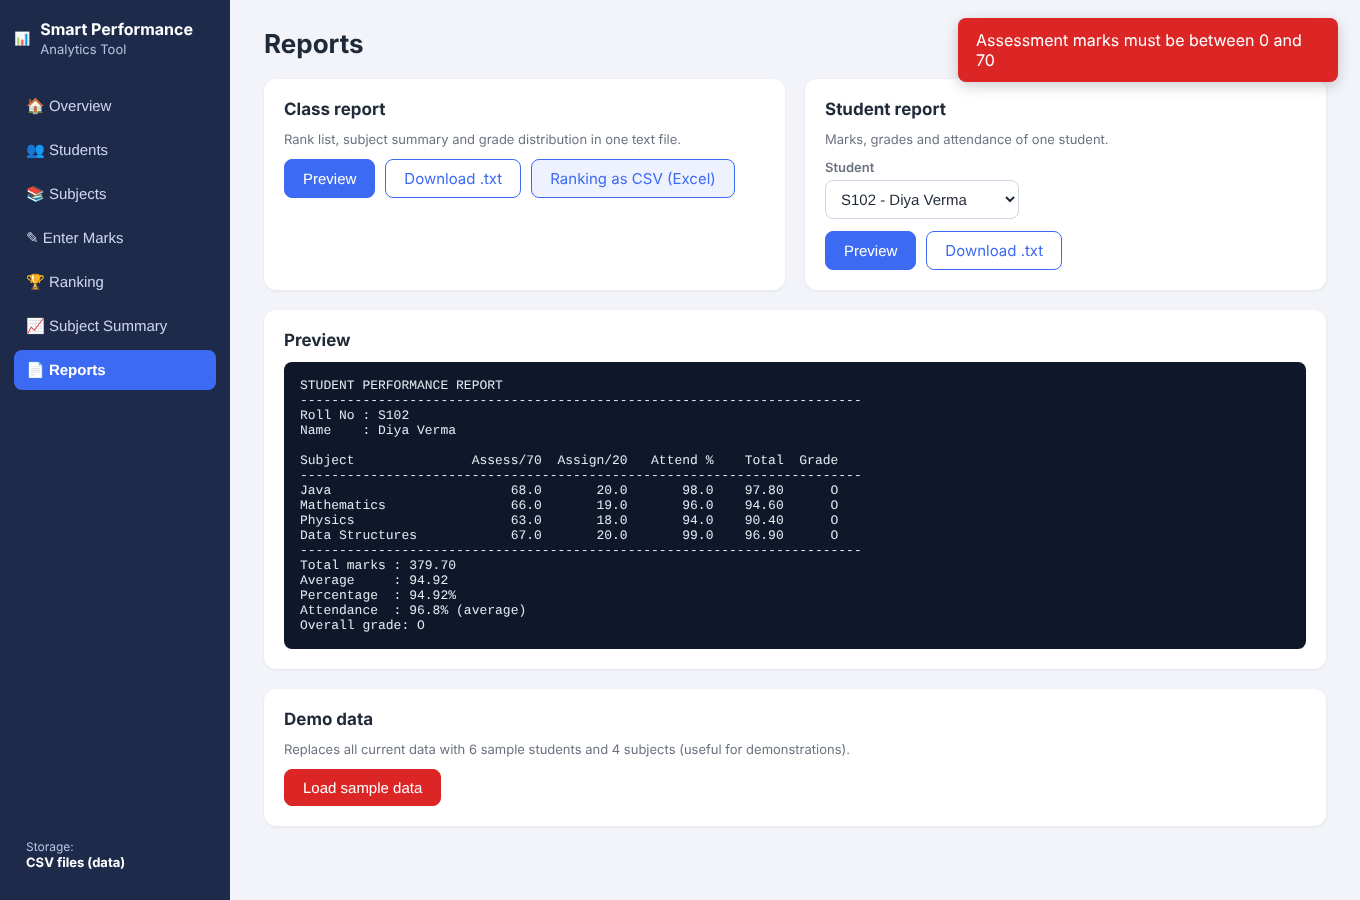 📊 Smart Performance
Analytics Tool
🏠 Overview
👥 Students
📚 Subjects
✎ Enter Marks
🏆 Ranking
📈 Subject Summary
📄 Reports
Storage:
CSV files (data)
Reports
Assessment marks must be between 0 and
70
Class report
Rank list, subject summary and grade distribution in one text file.
Preview Download .txt Ranking as CSV (Excel)
Student report
Marks, grades and attendance of one student.
Student
S102 - Diya Verma
Preview Download .txt
Preview
STUDENT PERFORMANCE REPORT
------------------------------------------------------------------------
Roll No : S102
Name    : Diya Verma
Subject               Assess/70  Assign/20   Attend %    Total  Grade
------------------------------------------------------------------------
Java                       68.0       20.0       98.0    97.80      O
Mathematics                66.0       19.0       96.0    94.60      O
Physics                    63.0       18.0       94.0    90.40      O
Data Structures            67.0       20.0       99.0    96.90      O
------------------------------------------------------------------------
Total marks : 379.70
Average     : 94.92
Percentage  : 94.92%
Attendance  : 96.8% (average)
Overall grade: O
Demo data
Replaces all current data with 6 sample students and 4 subjects (useful for demonstrations).
Load sample data